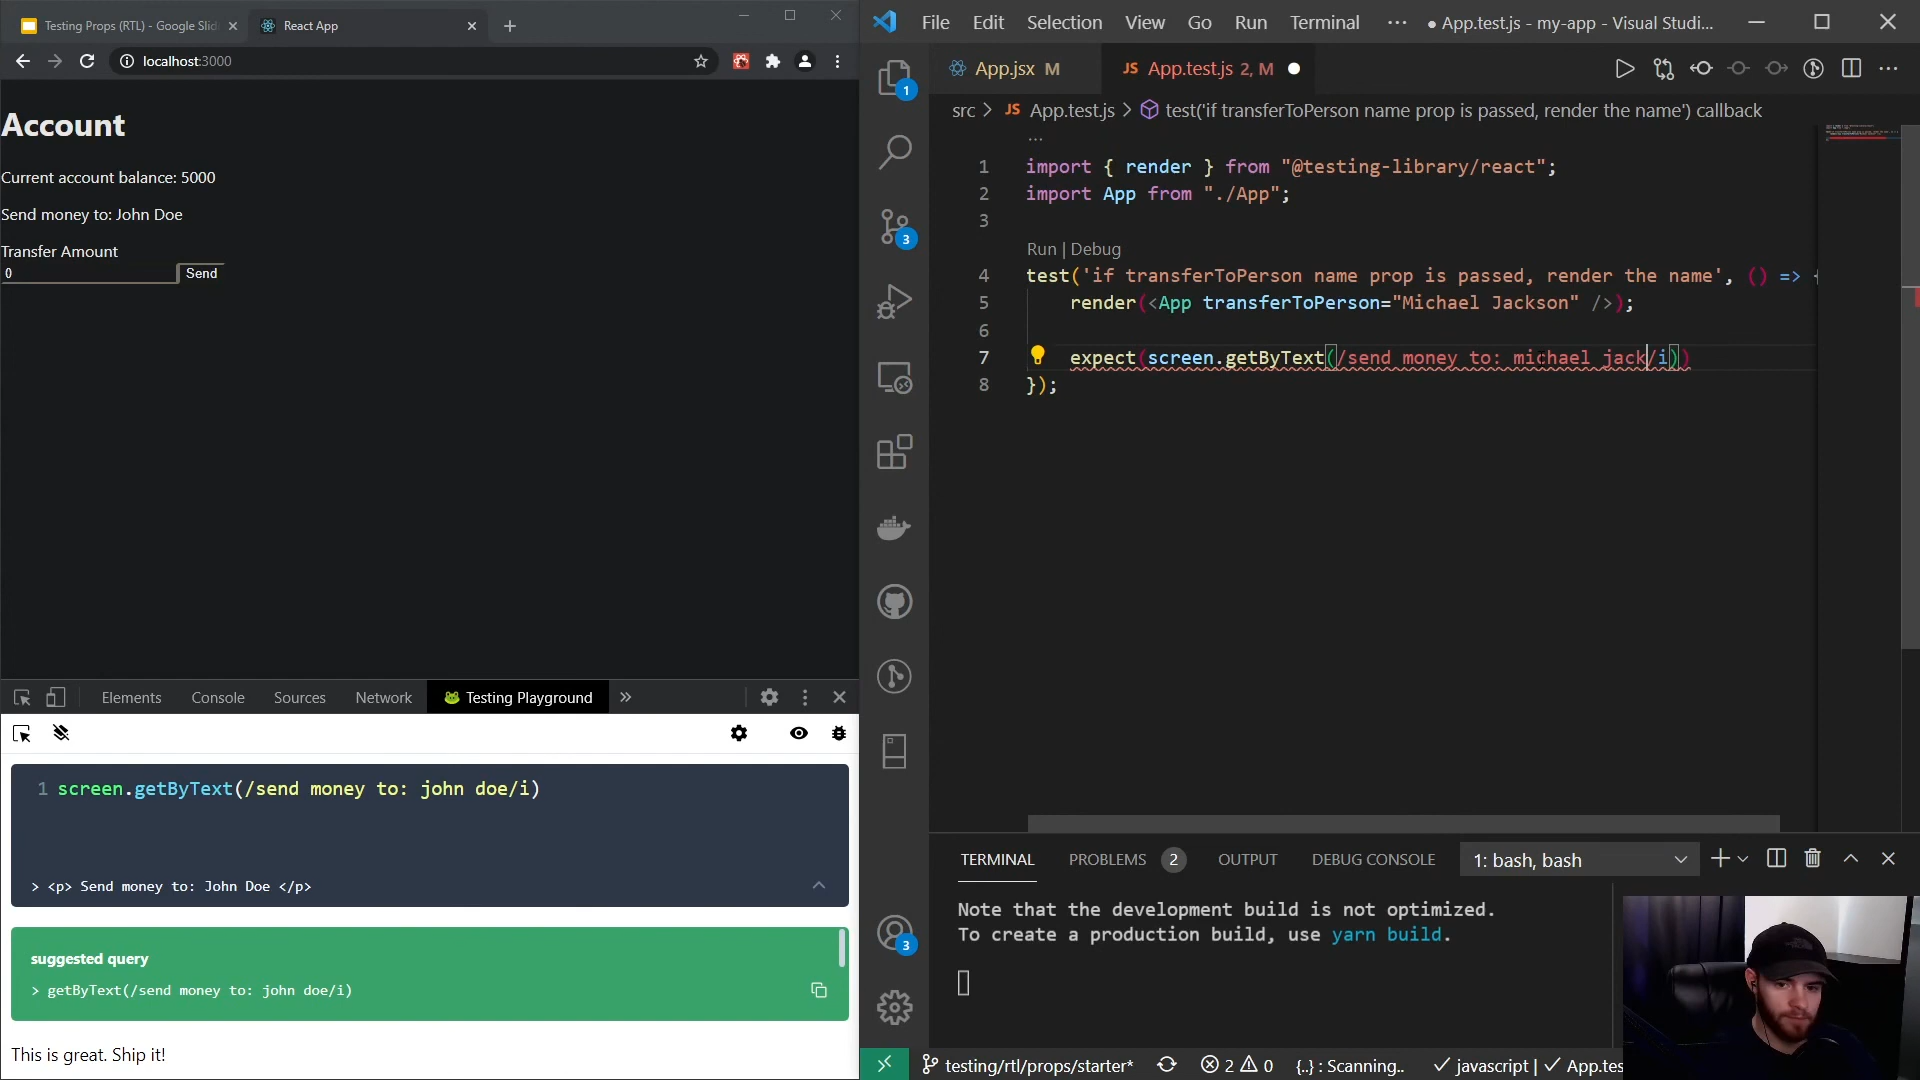 Testing Props (RTL) - Google Slid
React App
localhost:3000
Account
Current account balance: 5000
Send money to: John Doe
Transfer Amount
0
Send
Elements
Console
Sources
Network
Testing Playground
1 screen.getByText(/send money to: john doe/i)
> <p> Send money to: John Doe </p>
suggested query
> getByText(/send money to: john doe/i)
This is great. Ship it!
File Edit Selection View Go Run Terminal ··· ● App.test.js - my-app - Visual Studi...
App.jsx M
JS App.test.js 2, M
src > JS App.test.js > test('if transferToPerson name prop is passed, render the name') callback
1 import { render } from "@testing-library/react";
2 import App from "./App";
3
Run | Debug
4 test('if transferToPerson name prop is passed, render the name', () => {
5 render(<App transferToPerson="Michael Jackson" />);
6
7 expect(screen.getByText(/send money to: michael jack/i))
8 });
1
3
3
TERMINAL
PROBLEMS 2
OUTPUT
DEBUG CONSOLE
1: bash, bash
Note that the development build is not optimized.
To create a production build, use yarn build.
testing/rtl/props/starter*
2 0
{..} : Scanning..
javascript | ✓ App.tes